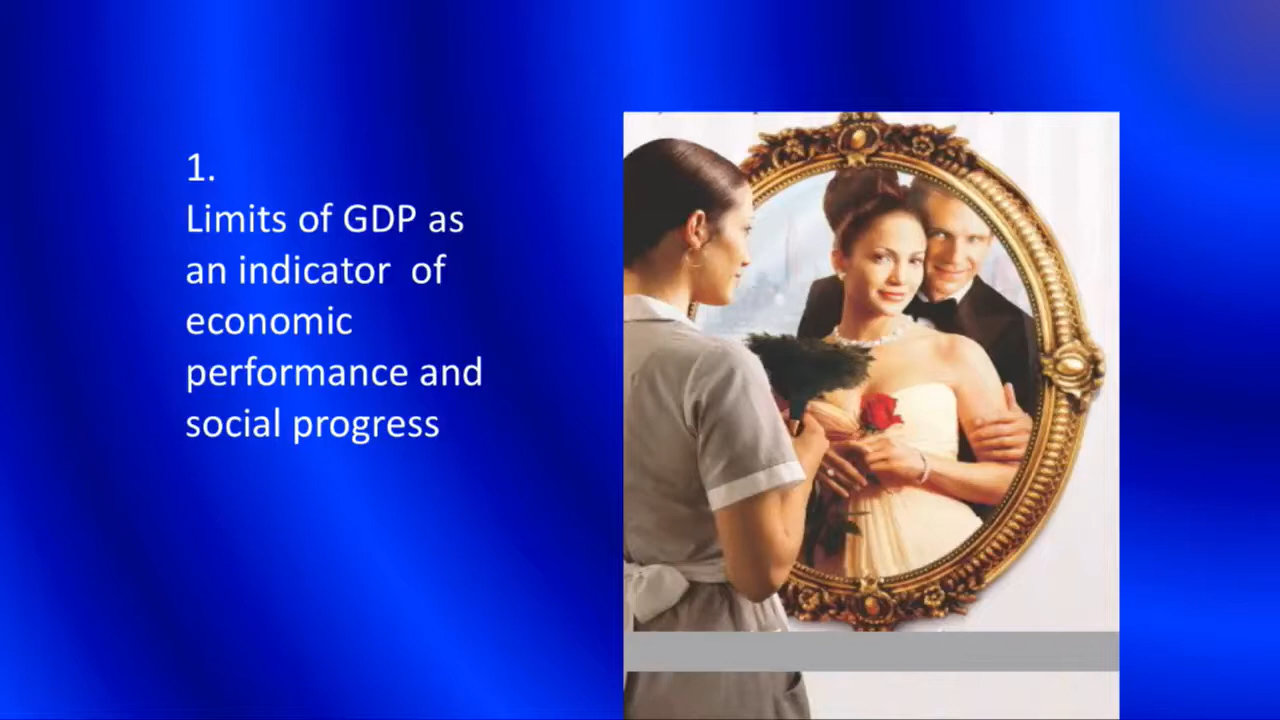 1.
Limits of GDP as
an indicator  of
economic
performance and
social progress